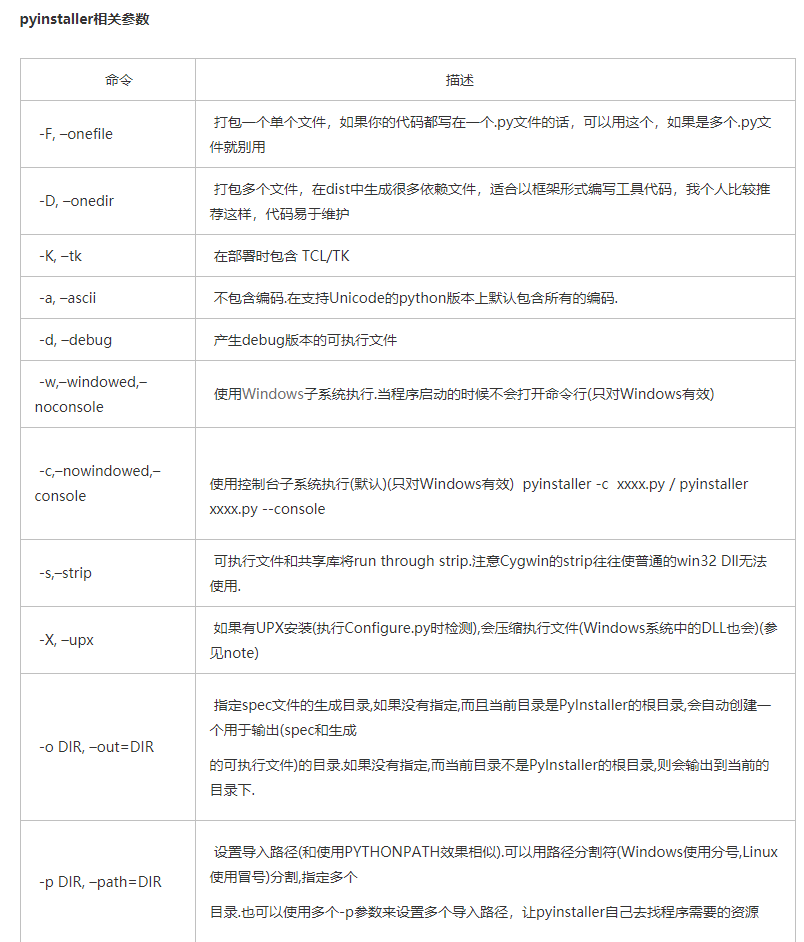 pyinstaller相关参数
命令
描述
-F, –onefile
打包一个单个文件，如果你的代码都写在一个.py文件的话，可以用这个，如果是多个.py文
件就别用
-D, –onedir
打包多个文件，在dist中生成很多依赖文件，适合以框架形式编写工具代码，我个人比较推
荐这样，代码易于维护
-K, –tk
在部署时包含 TCL/TK
-a, –ascii
不包含编码.在支持Unicode的python版本上默认包含所有的编码.
-d, –debug
产生debug版本的可执行文件
-w,–windowed,–
noconsole
使用Windows子系统执行.当程序启动的时候不会打开命令行(只对Windows有效)
-c,–nowindowed,–
console
使用控制台子系统执行(默认)(只对Windows有效)  pyinstaller -c  xxxx.py / pyinstaller
xxxx.py --console
-s,–strip
可执行文件和共享库将run through strip.注意Cygwin的strip往往使普通的win32 Dll无法
使用.
-X, –upx
如果有UPX安装(执行Configure.py时检测),会压缩执行文件(Windows系统中的DLL也会)(参
见note)
-o DIR, –out=DIR
指定spec文件的生成目录,如果没有指定,而且当前目录是PyInstaller的根目录,会自动创建一
个用于输出(spec和生成
的可执行文件)的目录.如果没有指定,而当前目录不是PyInstaller的根目录,则会输出到当前的
目录下.
-p DIR, –path=DIR
设置导入路径(和使用PYTHONPATH效果相似).可以用路径分割符(Windows使用分号,Linux
使用冒号)分割,指定多个
目录.也可以使用多个-p参数来设置多个导入路径，让pyinstaller自己去找程序需要的资源